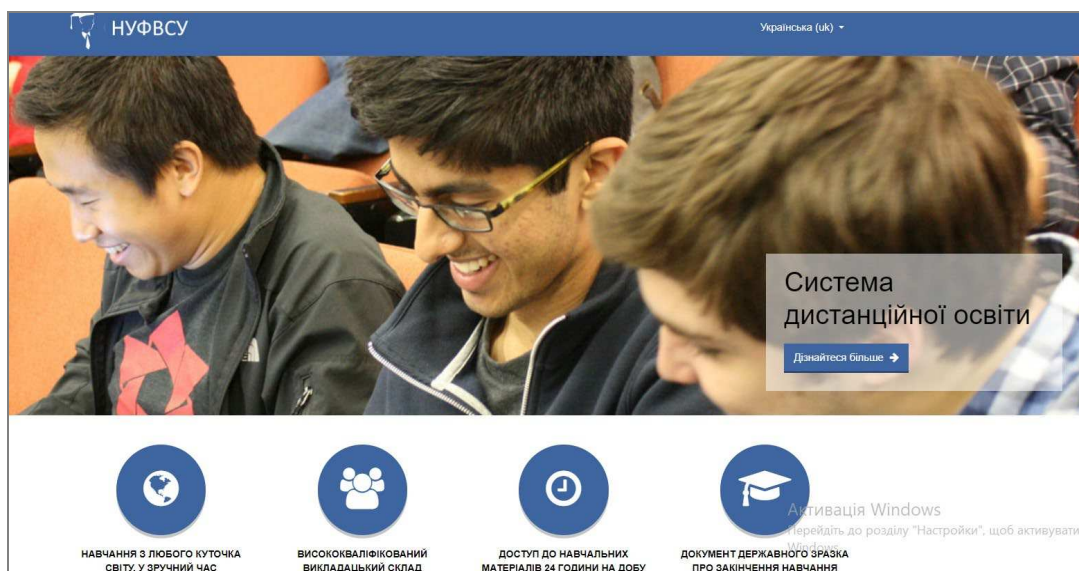 НУФВСУ
Українська (uk)
Система
дистанційної освіти
Дізнайтеся більше
НАВЧАННЯ З ЛЮБОГО КУТОЧКА
СВІТУ, У ЗРУЧНИЙ ЧАС
ВИСОКОКВАЛІФІКОВАНИЙ
ВИКЛАДАЦЬКИЙ СКЛАД
ДОСТУП ДО НАВЧАЛЬНИХ
МАТЕРІАЛІВ 24 ГОДИНИ НА ДОБУ
ДОКУМЕНТ ДЕРЖАВНОГО ЗРАЗКА
ПРО ЗАКІНЧЕННЯ НАВЧАННЯ
Активація Windows
Перейдіть до розділу "Настройки", щоб активувати
Windows.